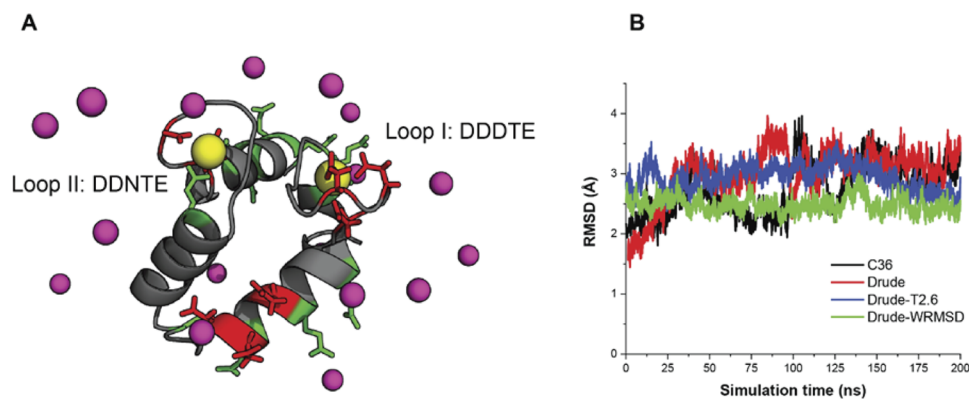 A
Loop I: DDDTE
Loop II: DDNTE
B
RMSD (Å)
4
3
2
1
0
C36
Drude
Drude-T2.6
Drude-WRMSD
0 25 50 75 100 125 150 175 200
Simulation time (ns)